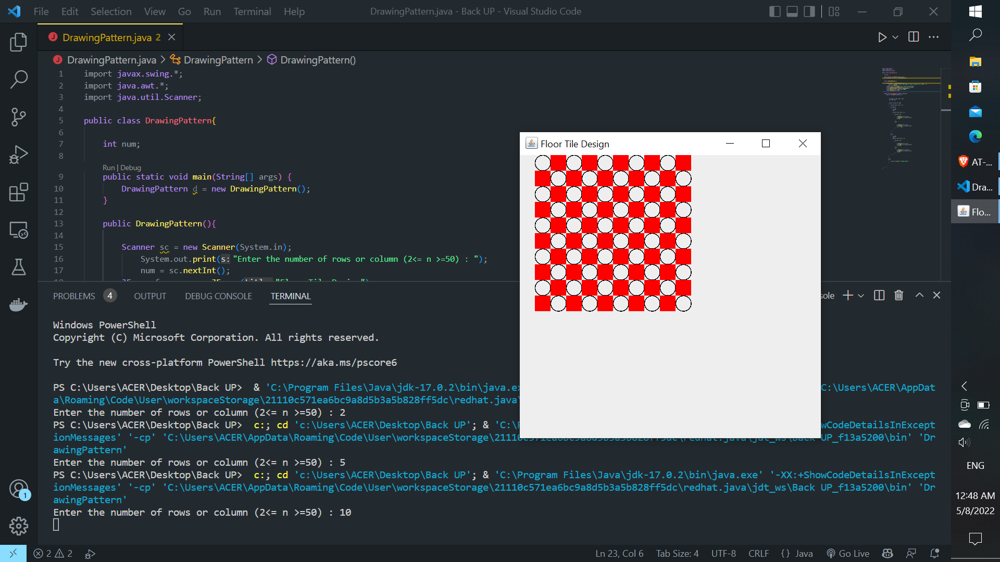 File Edit Selection View Go Run Terminal Help
DrawingPattern.java - Back UP - Visual Studio Code
DrawingPattern.java 2
DrawingPattern.java > DrawingPattern > DrawingPattern()
1 import javax.swing.*;
2 import java.awt.*;
3 import java.util.Scanner;
4
5 public class DrawingPattern{
6
7 int num;
8
Run | Debug
9 public static void main(String[] args) {
10 DrawingPattern d = new DrawingPattern();
11 }
12
13 public DrawingPattern(){
14
15 Scanner sc = new Scanner(System.in);
16 System.out.print(s:"Enter the number of rows or column (2<= n >=50) : ");
17 num = sc.nextInt();
Floor Tile Design
PROBLEMS 4 OUTPUT DEBUG CONSOLE TERMINAL
sole
Windows PowerShell
Copyright (C) Microsoft Corporation. All rights reserved.
Try the new cross-platform PowerShell https://aka.ms/pscore6
PS C:\Users\ACER\Desktop\Back UP> & 'C:\Program Files\Java\jdk-17.0.2\bin\java.ex C:\Users\ACER\AppDat
a\Roaming\Code\User\workspaceStorage\21110c571ea6bc9a8d5b3a5b828ff5dc\redhat.java\
Enter the number of rows or column (2<= n >=50) : 2
PS C:\Users\ACER\Desktop\Back UP> c:; cd 'c:\Users\ACER\Desktop\Back UP'; & 'C:\ wCodeDetailsInExcept
ionMessages' '-cp' 'C:\Users\ACER\AppData\Roaming\Code\User\workspaceStorage\21110c571ea6bc9a8d5b3a5b828ff5dc\redhat.java\jdt_ws\Back UP_f13a5200\bin' 'Dr
awingPattern'
Enter the number of rows or column (2<= n >=50) : 5
PS C:\Users\ACER\Desktop\Back UP> c:; cd 'c:\Users\ACER\Desktop\Back UP'; & 'C:\Program Files\Java\jdk-17.0.2\bin\java.exe' '-XX:+ShowCodeDetailsInExcept
ionMessages' '-cp' 'C:\Users\ACER\AppData\Roaming\Code\User\workspaceStorage\21110c571ea6bc9a8d5b3a5b828ff5dc\redhat.java\jdt_ws\Back UP_f13a5200\bin' 'Dr
awingPattern'
Enter the number of rows or column (2<= n >=50) : 10
1
2 2
Ln 23, Col 6 Tab Size: 4 UTF-8 CRLF {} Java Go Live
AT-...
Dra...
Flo...
ENG
12:48 AM
5/8/2022